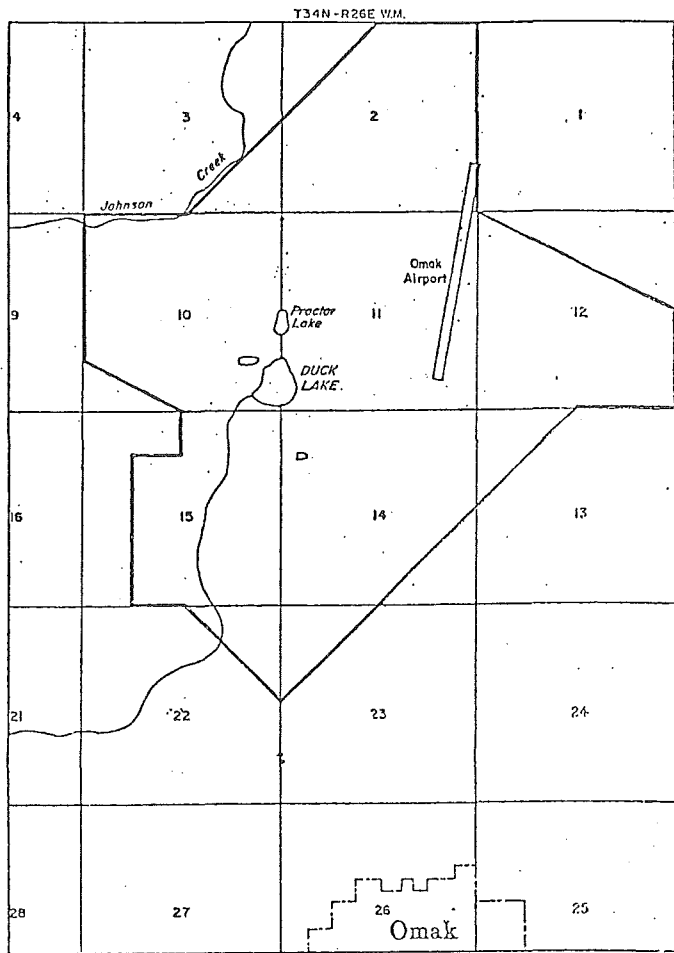 T34N-R26E W.M.
4
3
2
1
Creek
Johnson
Omak
Airport
9
10
Proctor
Lake
11
12
DUCK
LAKE.
16
15
14
13
21
22
23
24
28
27
26
25
Omak